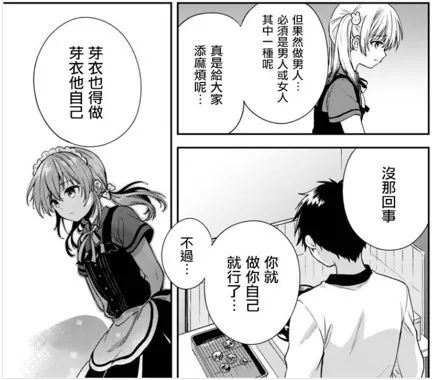 但果然做男人…
必須是男人或女人
其中一種呢
真是給大家
添麻煩呢…
沒那回事
你就
做你自己
就行了…
不過…
芽衣也得做
芽衣他自己